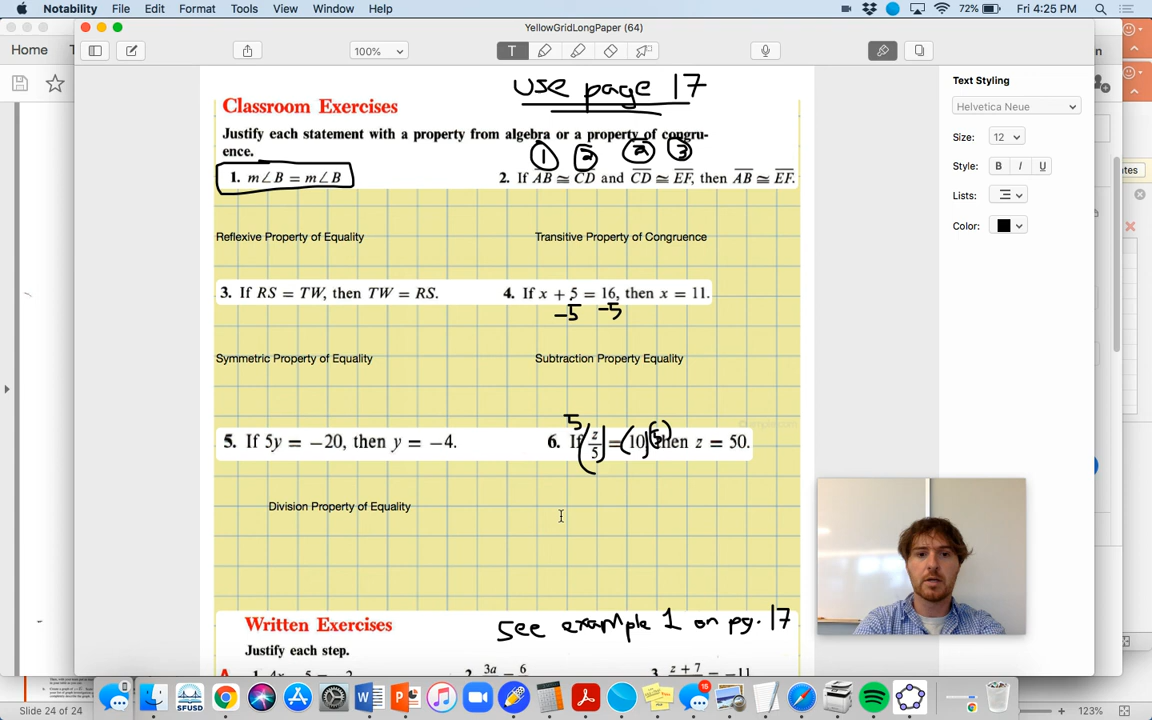 Notability File Edit Format Tools View Window Help 72% Fri 4:25 PM
YellowGridLongPaper (64)
Home
100%
T
Text Styling
Helvetica Neue
Size: 12
Style: B I U
Lists:
Color:
use page 17
Classroom Exercises
Justify each statement with a property from algebra or a property of congru-
ence.
1 2 2 3
1. m∠B = m∠B
2. If AB ≅ CD and CD ≅ EF, then AB ≅ EF.
Reflexive Property of Equality
Transitive Property of Congruence
3. If RS = TW, then TW = RS.
4. If x + 5 = 16, then x = 11.
-5 -5
Symmetric Property of Equality
Subtraction Property Equality
5. If 5y = −20, then y = −4.
5
6. If (z/5) = (10)(5) then z = 50.
Division Property of Equality
Written Exercises
see example 1 on pg. 17
Justify each step.
Slide 24 of 24
123%